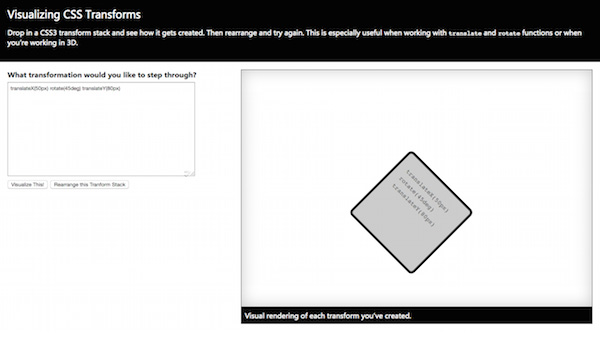 Visualizing CSS Transforms
Drop in a CSS3 transform stack and see how it gets created. Then rearrange and try again. This is especially useful when working with translate and rotate functions or when
you're working in 3D.
What transformation would you like to step through?
translateX(50px) rotate(45deg) translateY(80px)
Visualize This!
Rearrange this Tranform Stack
translateX(50px)
rotate(45deg)
translateY(80px)
Visual rendering of each transform you've created.